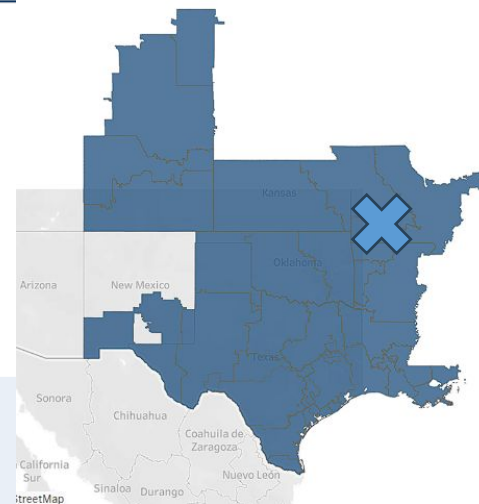 Kansas
Arizona
New Mexico
Oklahoma
Texas
Sonora
Chihuahua
Coahuila de
Zaragoza
California
Sur
Sinaloa
Durango
Nuevo León
StreetMap